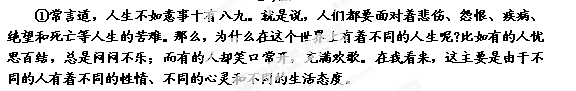 ①常言道，人生不如意事十有八九。就是说，人们都要面对着悲伤、怨恨、疾病、
绝望和死亡等人生的苦难。那么，为什么在这个世界上有着不同的人生呢?比如有的人忧
思百结，总是闷闷不乐；而有的人却笑口常开，充满欢歌。在我看来，这主要是由于不
同的人有着不同的性情、不同的心灵和不同的生活态度。